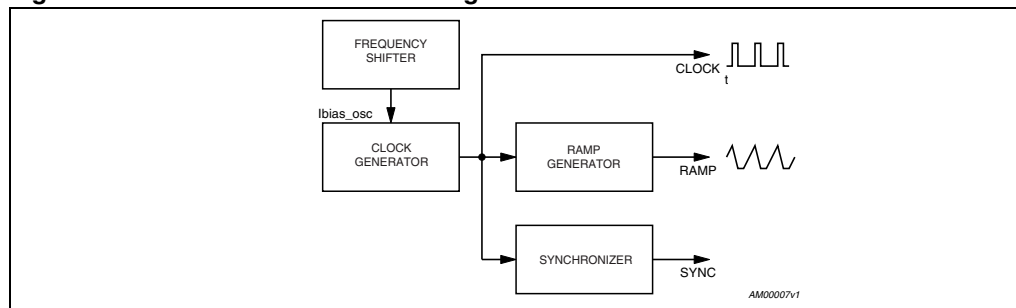 FREQUENCY
SHIFTER
CLOCK
t
Ibias_osc
CLOCK
GENERATOR
RAMP
GENERATOR
RAMP
SYNCHRONIZER
SYNC
AM00007v1